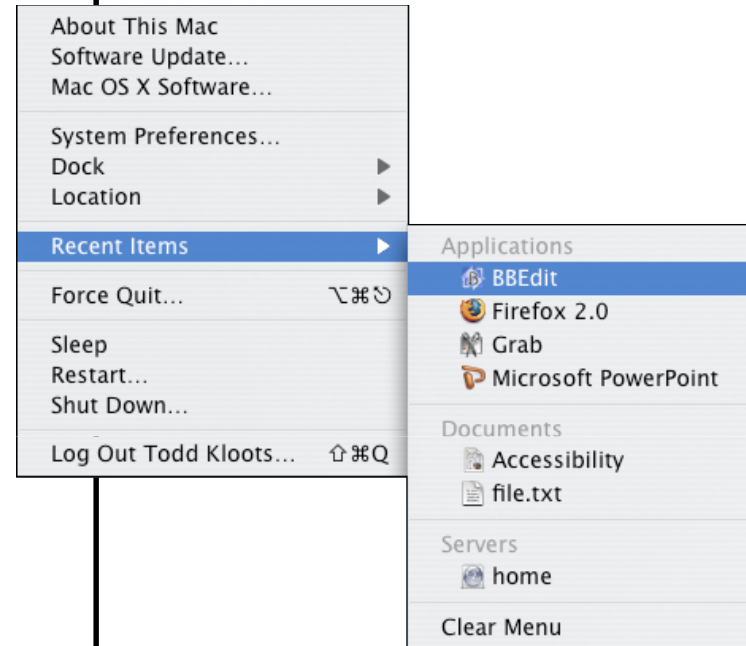 About This Mac
Software Update...
Mac OS X Software...
System Preferences...
Dock
Location
Recent Items
Force Quit... ⌥⌘⎋
Sleep
Restart...
Shut Down...
Log Out Todd Kloots... ⇧⌘Q
Applications
BBEdit
Firefox 2.0
Grab
Microsoft PowerPoint
Documents
Accessibility
file.txt
Servers
home
Clear Menu